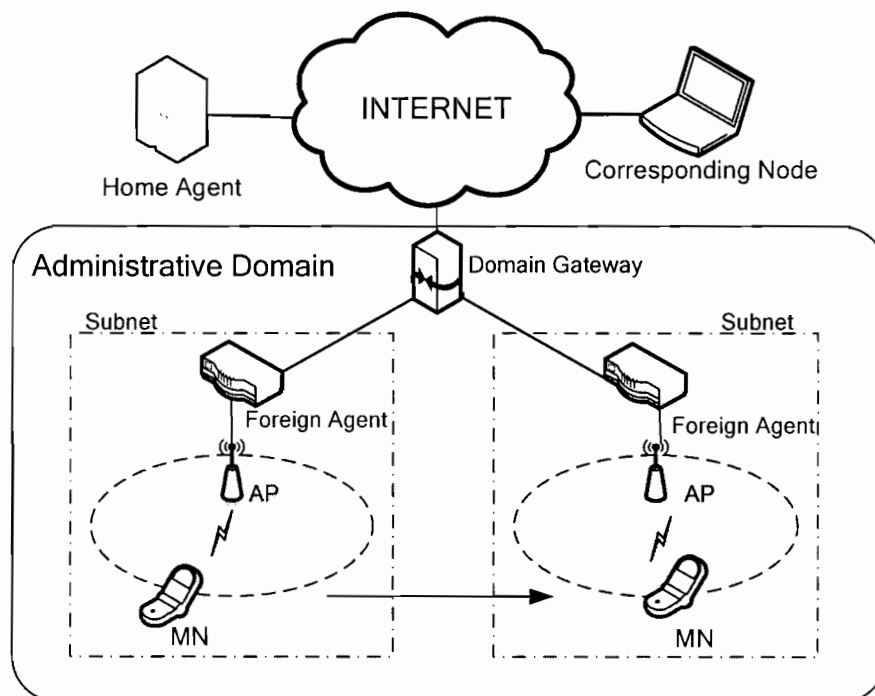 INTERNET
Home Agent
Corresponding Node
Administrative Domain
Domain Gateway
Subnet
Subnet
Foreign Agent
Foreign Agent
AP
AP
MN
MN